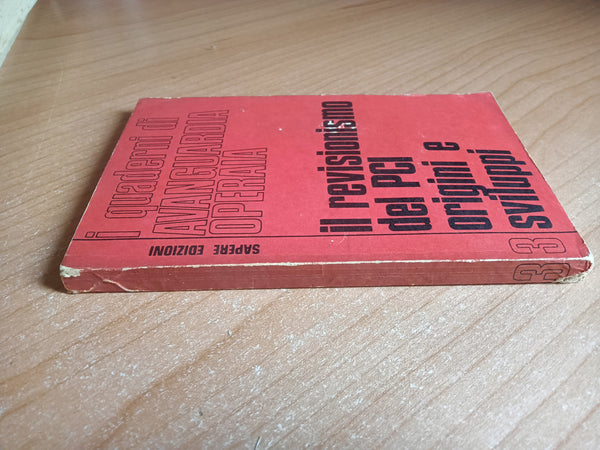 i quaderni di
AVANGUARDIA
OPERAIA
il revisionismo
del PCI
origini e
sviluppi
SAPERE EDIZIONI
3
3